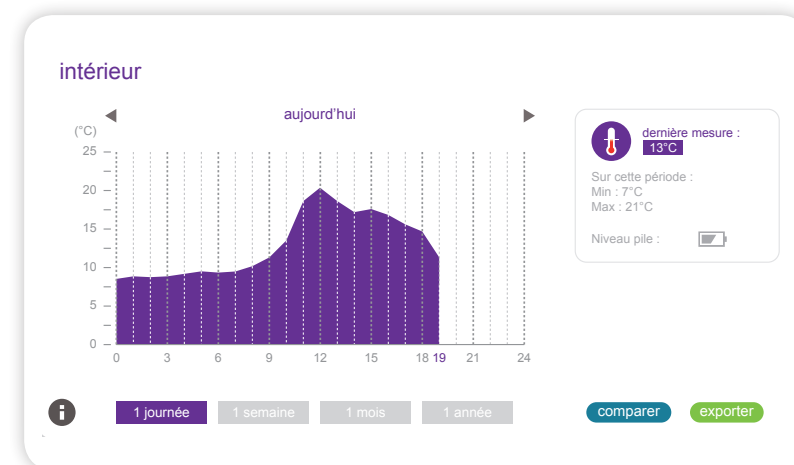 intérieur
aujourd'hui
(°C)
25
20
15
10
5
0
0 3 6 9 12 15 18 19 21 24
dernière mesure :
13°C
Sur cette période :
Min : 7°C
Max : 21°C
Niveau pile :
1 journée
1 semaine
1 mois
1 année
comparer
exporter